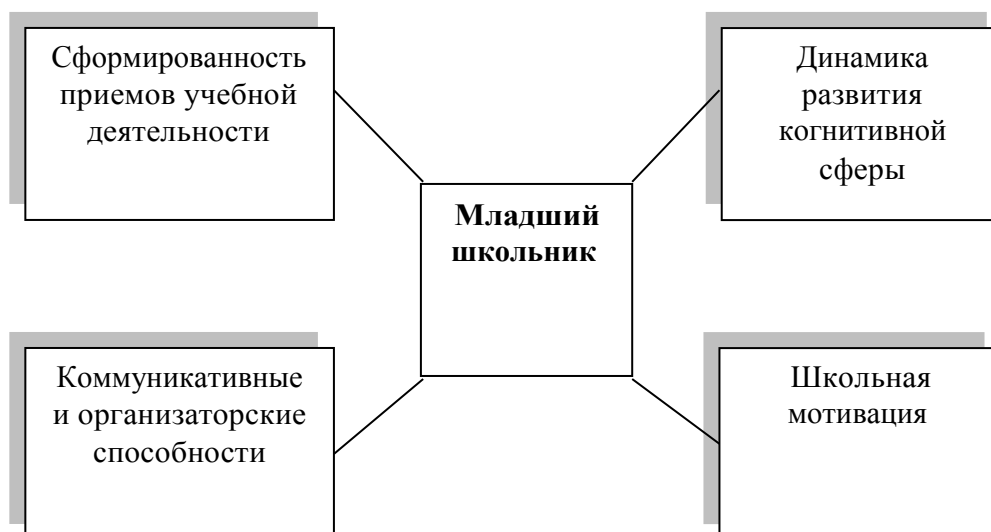 Сформированность
приемов учебной
деятельности
Динамика
развития
когнитивной
сферы
Младший
школьник
Коммуникативные
и организаторские
способности
Школьная
мотивация